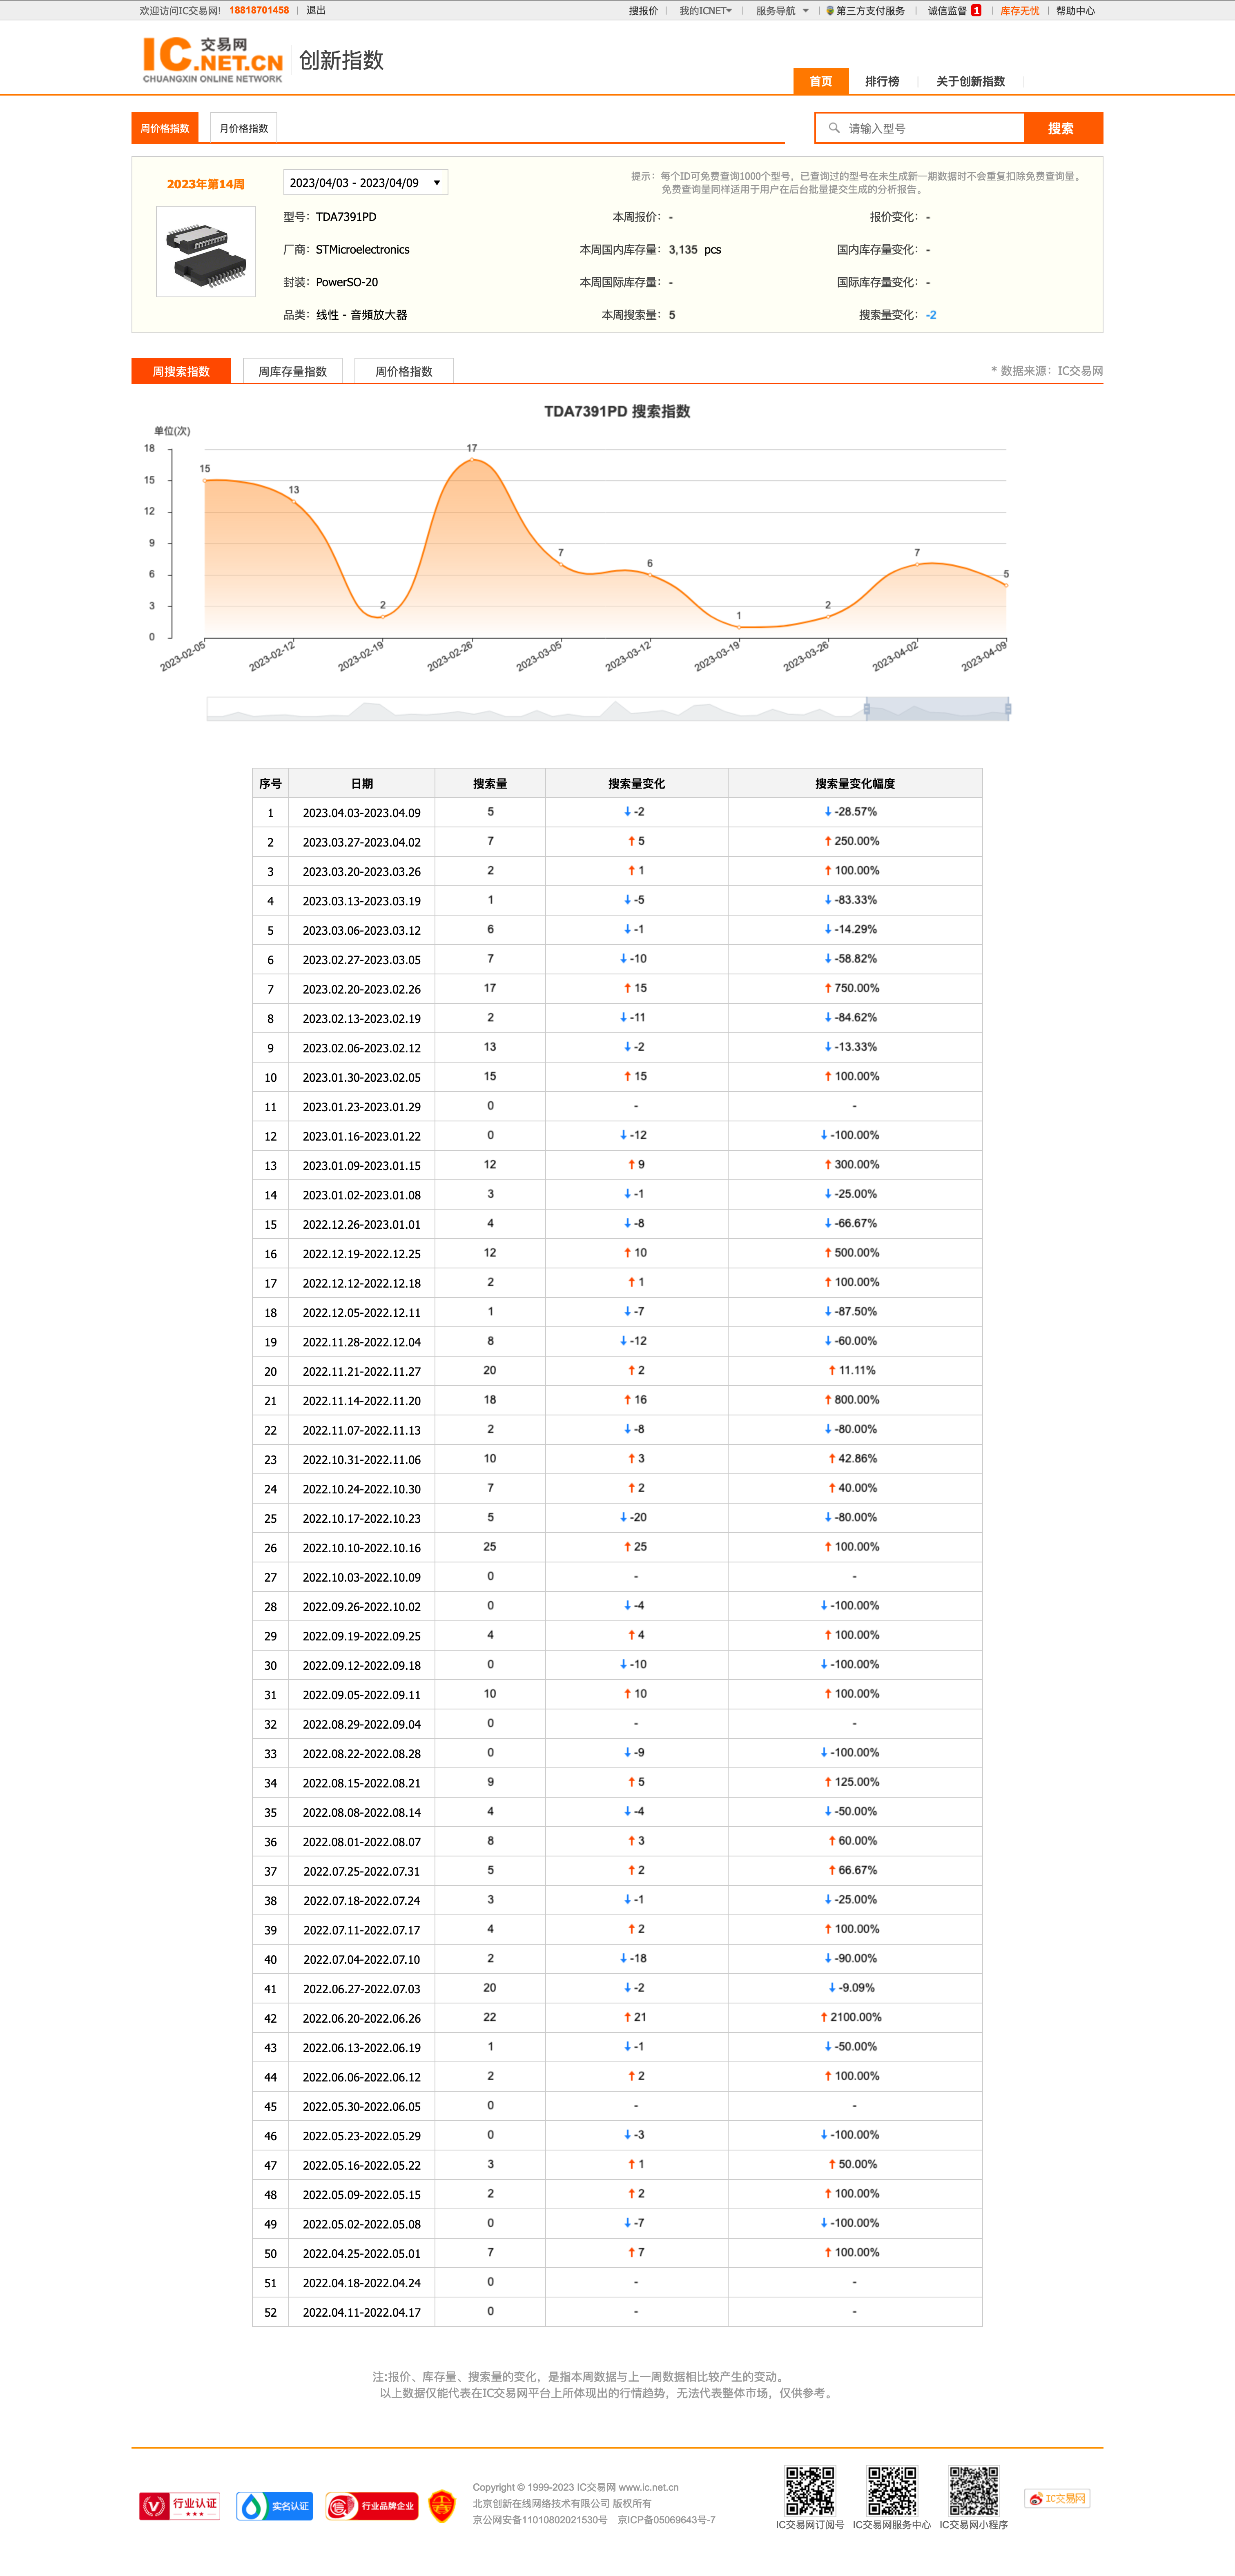 欢迎访问IC交易网! 18818701458 | 退出 搜报价 | 我的ICNET | 服务导航 | 第三方支付服务 | 诚信监督 1 | 库存无忧 | 帮助中心
IC 交易网
.NET.CN
CHUANGXIN ONLINE NETWORK
创新指数
首页 排行榜 关于创新指数
周价格指数 月价格指数 请输入型号 搜索
2023年第14周 2023/04/03 - 2023/04/09
提示：每个ID可免费查询1000个型号，已查询过的型号在未生成新一期数据时不会重复扣除免费查询量。
免费查询量同样适用于用户在后台批量提交生成的分析报告。
型号：TDA7391PD 本周报价：- 报价变化：-
厂商：STMicroelectronics 本周国内库存量：3,135 pcs 国内库存量变化：-
封装：PowerSO-20 本周国际库存量：- 国际库存量变化：-
品类：线性 - 音頻放大器 本周搜索量：5 搜索量变化：-2
周搜索指数 周库存量指数 周价格指数 * 数据来源：IC交易网
TDA7391PD 搜索指数
单位(次)
18
15
12
9
6
3
0
15 13 2 17 7 6 1 2 7 5
2023-02-05 2023-02-12 2023-02-19 2023-02-26 2023-03-05 2023-03-12 2023-03-19 2023-03-26 2023-04-02 2023-04-09
序号 日期 搜索量 搜索量变化 搜索量变化幅度
1 2023.04.03-2023.04.09 5 ↓-2 ↓-28.57%
2 2023.03.27-2023.04.02 7 ↑5 ↑250.00%
3 2023.03.20-2023.03.26 2 ↑1 ↑100.00%
4 2023.03.13-2023.03.19 1 ↓-5 ↓-83.33%
5 2023.03.06-2023.03.12 6 ↓-1 ↓-14.29%
6 2023.02.27-2023.03.05 7 ↓-10 ↓-58.82%
7 2023.02.20-2023.02.26 17 ↑15 ↑750.00%
8 2023.02.13-2023.02.19 2 ↓-11 ↓-84.62%
9 2023.02.06-2023.02.12 13 ↓-2 ↓-13.33%
10 2023.01.30-2023.02.05 15 ↑15 ↑100.00%
11 2023.01.23-2023.01.29 0 - -
12 2023.01.16-2023.01.22 0 ↓-12 ↓-100.00%
13 2023.01.09-2023.01.15 12 ↑9 ↑300.00%
14 2023.01.02-2023.01.08 3 ↓-1 ↓-25.00%
15 2022.12.26-2023.01.01 4 ↓-8 ↓-66.67%
16 2022.12.19-2022.12.25 12 ↑10 ↑500.00%
17 2022.12.12-2022.12.18 2 ↑1 ↑100.00%
18 2022.12.05-2022.12.11 1 ↓-7 ↓-87.50%
19 2022.11.28-2022.12.04 8 ↓-12 ↓-60.00%
20 2022.11.21-2022.11.27 20 ↑2 ↑11.11%
21 2022.11.14-2022.11.20 18 ↑16 ↑800.00%
22 2022.11.07-2022.11.13 2 ↓-8 ↓-80.00%
23 2022.10.31-2022.11.06 10 ↑3 ↑42.86%
24 2022.10.24-2022.10.30 7 ↑2 ↑40.00%
25 2022.10.17-2022.10.23 5 ↓-20 ↓-80.00%
26 2022.10.10-2022.10.16 25 ↑25 ↑100.00%
27 2022.10.03-2022.10.09 0 - -
28 2022.09.26-2022.10.02 0 ↓-4 ↓-100.00%
29 2022.09.19-2022.09.25 4 ↑4 ↑100.00%
30 2022.09.12-2022.09.18 0 ↓-10 ↓-100.00%
31 2022.09.05-2022.09.11 10 ↑10 ↑100.00%
32 2022.08.29-2022.09.04 0 - -
33 2022.08.22-2022.08.28 0 ↓-9 ↓-100.00%
34 2022.08.15-2022.08.21 9 ↑5 ↑125.00%
35 2022.08.08-2022.08.14 4 ↓-4 ↓-50.00%
36 2022.08.01-2022.08.07 8 ↑3 ↑60.00%
37 2022.07.25-2022.07.31 5 ↑2 ↑66.67%
38 2022.07.18-2022.07.24 3 ↓-1 ↓-25.00%
39 2022.07.11-2022.07.17 4 ↑2 ↑100.00%
40 2022.07.04-2022.07.10 2 ↓-18 ↓-90.00%
41 2022.06.27-2022.07.03 20 ↓-2 ↓-9.09%
42 2022.06.20-2022.06.26 22 ↑21 ↑2100.00%
43 2022.06.13-2022.06.19 1 ↓-1 ↓-50.00%
44 2022.06.06-2022.06.12 2 ↑2 ↑100.00%
45 2022.05.30-2022.06.05 0 - -
46 2022.05.23-2022.05.29 0 ↓-3 ↓-100.00%
47 2022.05.16-2022.05.22 3 ↑1 ↑50.00%
48 2022.05.09-2022.05.15 2 ↑2 ↑100.00%
49 2022.05.02-2022.05.08 0 ↓-7 ↓-100.00%
50 2022.04.25-2022.05.01 7 ↑7 ↑100.00%
51 2022.04.18-2022.04.24 0 - -
52 2022.04.11-2022.04.17 0 - -
注:报价、库存量、搜索量的变化，是指本周数据与上一周数据相比较产生的变动。
以上数据仅能代表在IC交易网平台上所体现出的行情趋势，无法代表整体市场，仅供参考。
行业认证 实名认证 行业品牌企业
Copyright © 1999-2023 IC交易网 www.ic.net.cn
北京创新在线网络技术有限公司 版权所有
京公网安备11010802021530号 京ICP备05069643号-7
IC交易网订阅号 IC交易网服务中心 IC交易网小程序
IC交易网